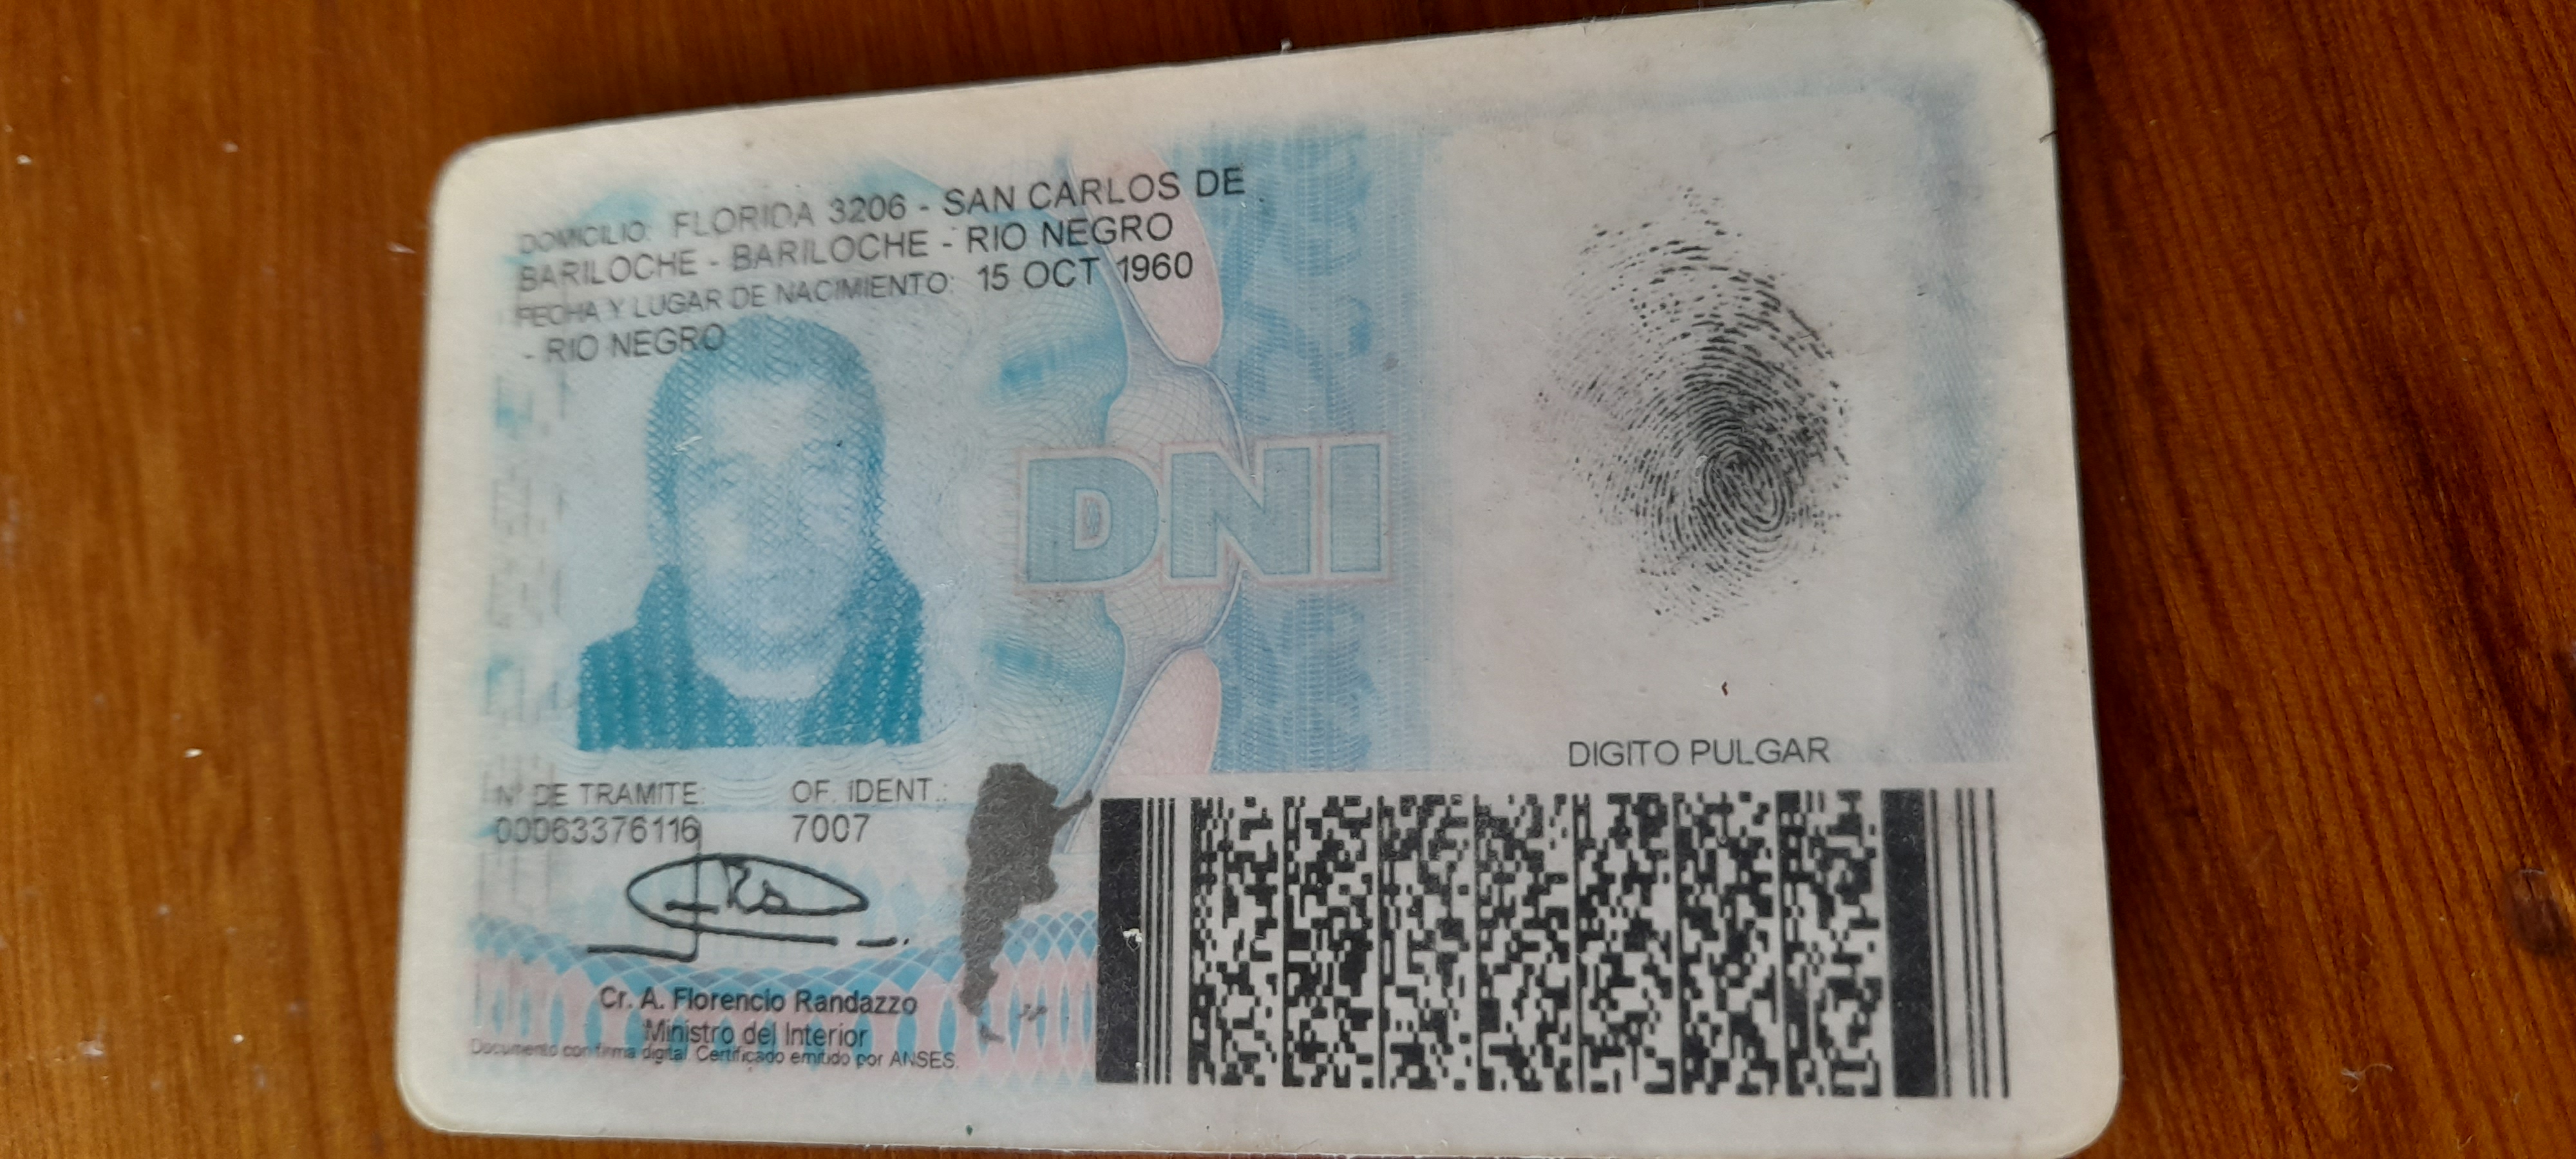 DOMICILIO: FLORIDA 3206 - SAN CARLOS DE
BARILOCHE - BARILOCHE - RIO NEGRO
FECHA Y LUGAR DE NACIMIENTO: 15 OCT 1960
- RIO NEGRO
DNI
N° DE TRAMITE: OF. IDENT.:
00063376116 7007
Cr. A. Florencio Randazzo
Ministro del Interior
Documento con firma digital. Certificado emitido por ANSES.
DIGITO PULGAR